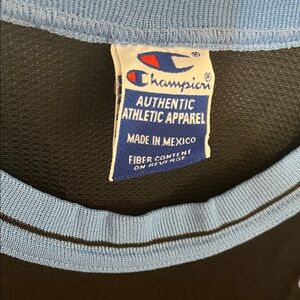 Champion®
AUTHENTIC
ATHLETIC APPAREL
MADE IN MEXICO
FIBER CONTENT
ON REVERSE